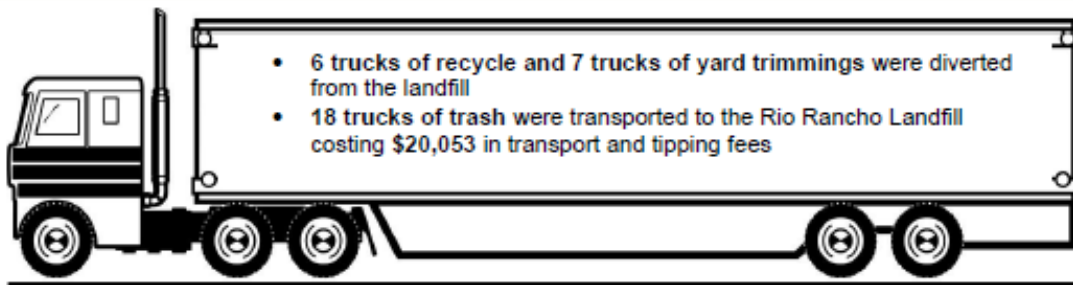 • 6 trucks of recycle and 7 trucks of yard trimmings were diverted
from the landfill
• 18 trucks of trash were transported to the Rio Rancho Landfill
costing $20,053 in transport and tipping fees